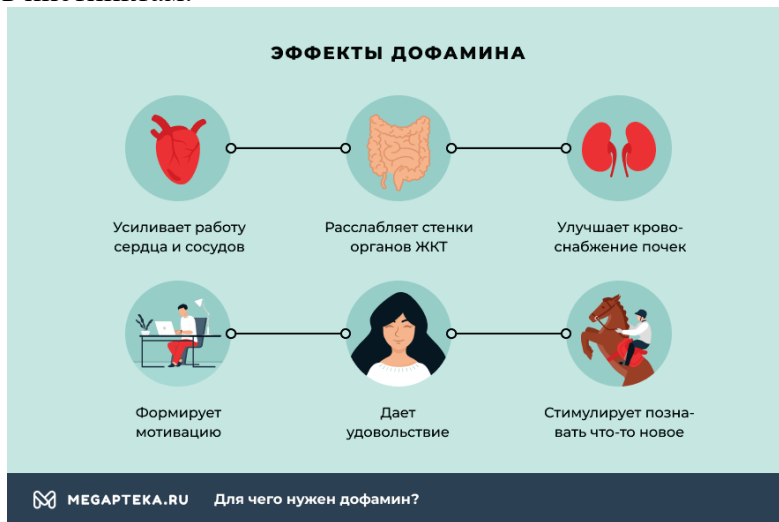 ЭФФЕКТЫ ДОФАМИНА
Усиливает работу
сердца и сосудов
Расслабляет стенки
органов ЖКТ
Улучшает крово-
снабжение почек
Формирует
мотивацию
Дает
удовольствие
Стимулирует позна-
вать что-то новое
MEGAPTEKA.RU Для чего нужен дофамин?